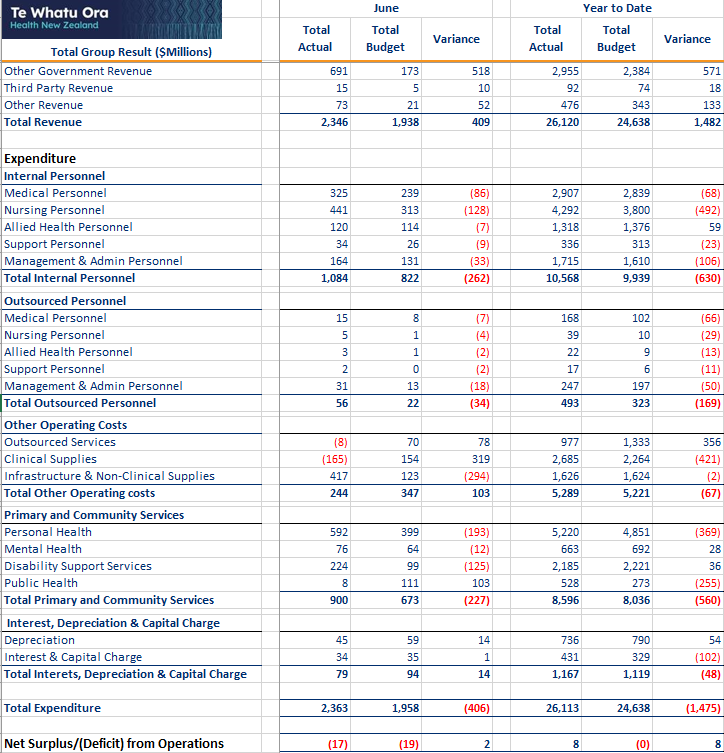 Te Whatu Ora
Health New Zealand
June Year to Date
Total Group Result ($Millions) Total Actual Total Budget Variance Total Actual Total Budget Variance
Other Government Revenue 691 173 518 2,955 2,384 571
Third Party Revenue 15 5 10 92 74 18
Other Revenue 73 21 52 476 343 133
Total Revenue 2,346 1,938 409 26,120 24,638 1,482
Expenditure
Internal Personnel
Medical Personnel 325 239 (86) 2,907 2,839 (68)
Nursing Personnel 441 313 (128) 4,292 3,800 (492)
Allied Health Personnel 120 114 (7) 1,318 1,376 59
Support Personnel 34 26 (9) 336 313 (23)
Management & Admin Personnel 164 131 (33) 1,715 1,610 (106)
Total Internal Personnel 1,084 822 (262) 10,568 9,939 (630)
Outsourced Personnel
Medical Personnel 15 8 (7) 168 102 (66)
Nursing Personnel 5 1 (4) 39 10 (29)
Allied Health Personnel 3 1 (2) 22 9 (13)
Support Personnel 2 0 (2) 17 6 (11)
Management & Admin Personnel 31 13 (18) 247 197 (50)
Total Outsourced Personnel 56 22 (34) 493 323 (169)
Other Operating Costs
Outsourced Services (8) 70 78 977 1,333 356
Clinical Supplies (165) 154 319 2,685 2,264 (421)
Infrastructure & Non-Clinical Supplies 417 123 (294) 1,626 1,624 (2)
Total Other Operating costs 244 347 103 5,289 5,221 (67)
Primary and Community Services
Personal Health 592 399 (193) 5,220 4,851 (369)
Mental Health 76 64 (12) 663 692 28
Disability Support Services 224 99 (125) 2,185 2,221 36
Public Health 8 111 103 528 273 (255)
Total Primary and Community Services 900 673 (227) 8,596 8,036 (560)
Interest, Depreciation & Capital Charge
Depreciation 45 59 14 736 790 54
Interest & Capital Charge 34 35 1 431 329 (102)
Total Interets, Depreciation & Capital Charge 79 94 14 1,167 1,119 (48)
Total Expenditure 2,363 1,958 (406) 26,113 24,638 (1,475)
Net Surplus/(Deficit) from Operations (17) (19) 2 8 (0) 8